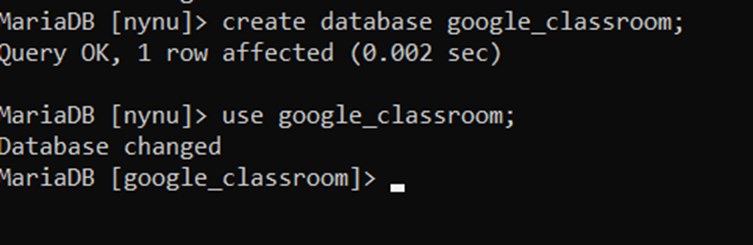 MariaDB [nynu]> create database google_classroom;
Query OK, 1 row affected (0.002 sec)
MariaDB [nynu]> use google_classroom;
Database changed
MariaDB [google_classroom]>